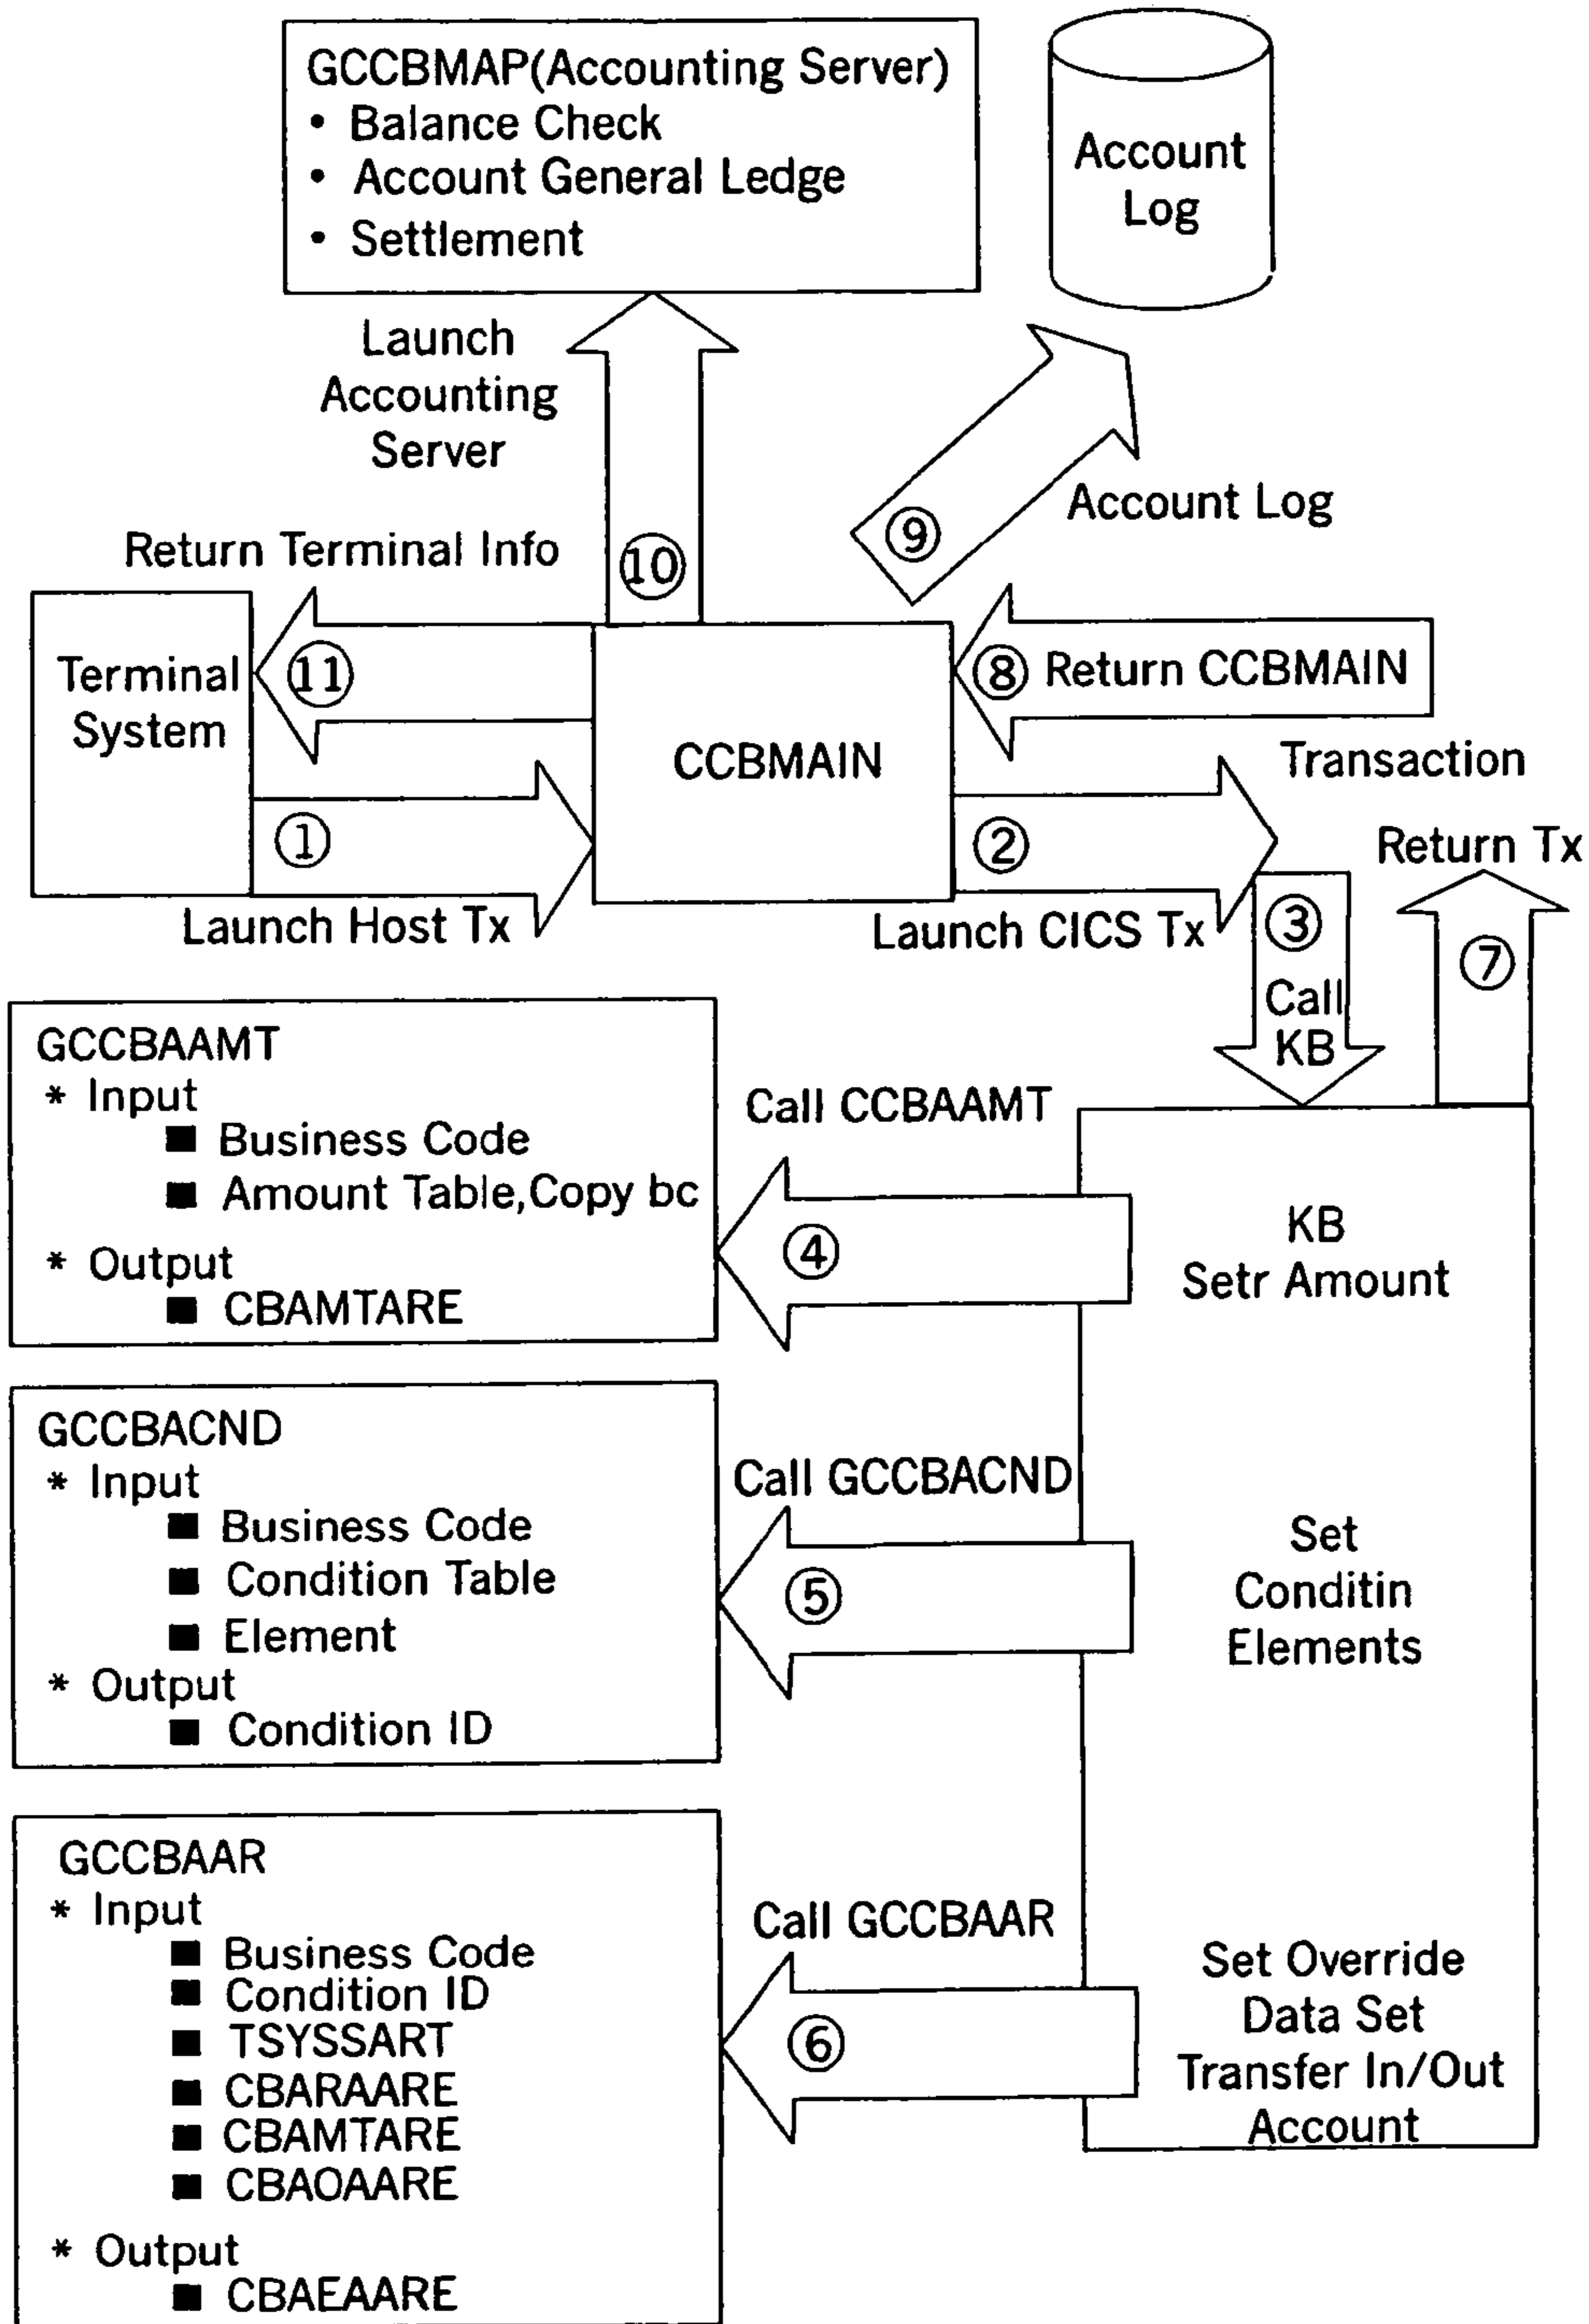 GCCBMAP(Accounting Server)
• Balance Check
• Account General Ledge
• Settlement
Account
Log
Launch
Accounting
Server
Account Log
⑨
Return Terminal Info
⑩
Terminal
System
⑪
CCBMAIN
⑧ Return CCBMAIN
Transaction
①
②
Return Tx
Launch Host Tx
Launch CICS Tx
③
Call
KB
⑦
GCCBAAMT
* Input
■ Business Code
■ Amount Table,Copy bc
* Output
■ CBAMTARE
Call CCBAAMT
④
KB
Setr Amount
GCCBACND
* Input
■ Business Code
■ Condition Table
■ Element
* Output
■ Condition ID
Call GCCBACND
⑤
Set
Conditin
Elements
GCCBAAR
* Input
■ Business Code
■ Condition ID
■ TSYSSART
■ CBARAARE
■ CBAMTARE
■ CBAOAARE
* Output
■ CBAEAARE
Call GCCBAAR
⑥
Set Override
Data Set
Transfer In/Out
Account